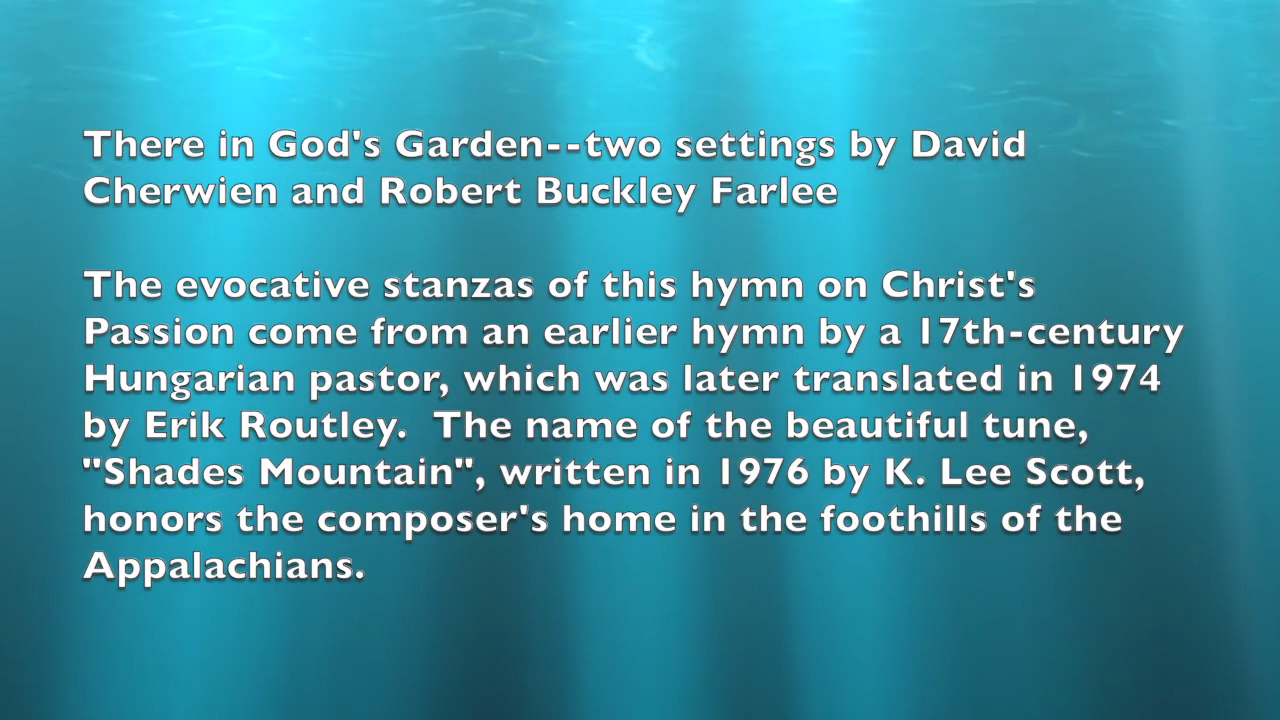 There in God's Garden--two settings by David
Cherwien and Robert Buckley Farlee
The evocative stanzas of this hymn on Christ's
Passion come from an earlier hymn by a 17th-century
Hungarian pastor, which was later translated in 1974
by Erik Routley.  The name of the beautiful tune,
"Shades Mountain", written in 1976 by K. Lee Scott,
honors the composer's home in the foothills of the
Appalachians.